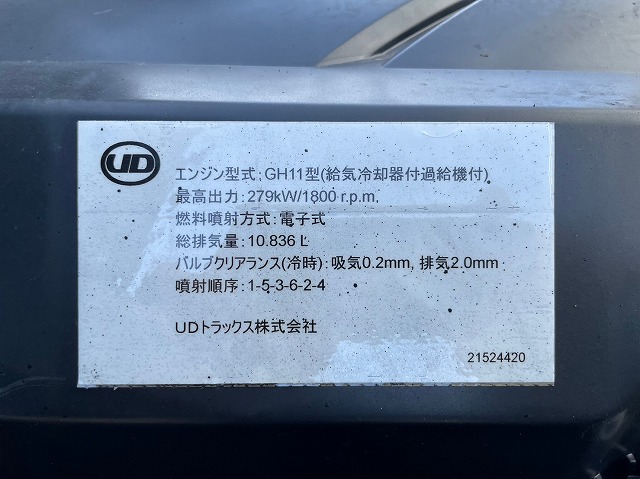 UD
エンジン型式:GH11型(給気冷却器付過給機付)
最高出力:279kW/1800 r.p.m.
燃料噴射方式:電子式
総排気量:10.836 L
バルブクリアランス(冷時):吸気0.2mm, 排気2.0mm
噴射順序:1-5-3-6-2-4
UDトラックス株式会社
21524420